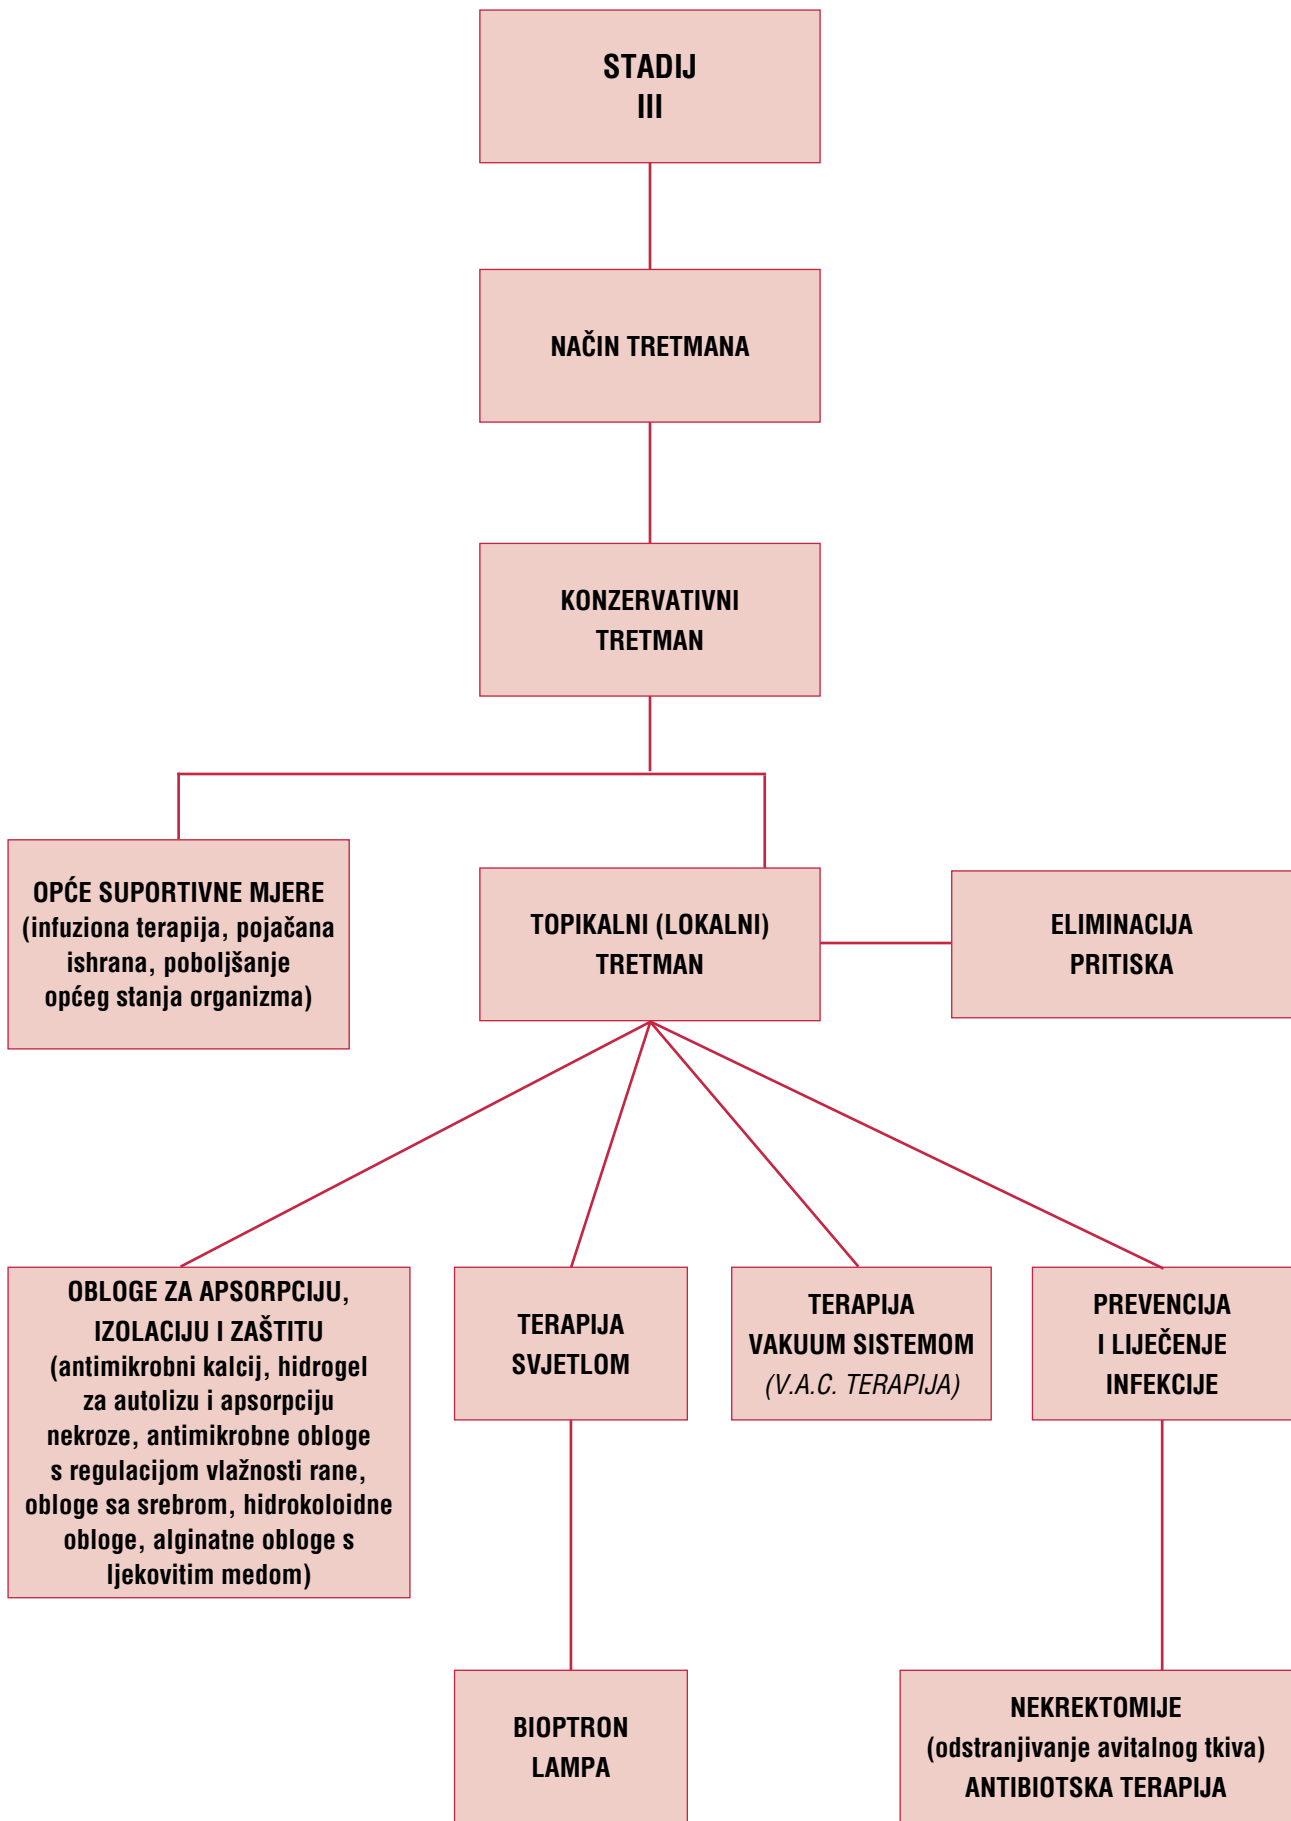 STADIJ
III
NAČIN TRETMANA
KONZERVATIVNI
TRETMAN
OPĆE SUPORTIVNE MJERE
(infuziona terapija, pojačana
ishrana, poboljšanje
općeg stanja organizma)
TOPIKALNI (LOKALNI)
TRETMAN
ELIMINACIJA
PRITISKA
OBLOGE ZA APSORPCIJU,
IZOLACIJU I ZAŠTITU
(antimikrobni kalcij, hidrogel
za autolizu i apsorpciju
nekroze, antimikrobne obloge
s regulacijom vlažnosti rane,
obloge sa srebrom, hidrokoloidne
obloge, alginatne obloge s
ljekovitim medom)
TERAPIJA
SVJETLOM
TERAPIJA
VAKUUM SISTEMOM
(V.A.C. TERAPIJA)
PREVENCIJA
I LIJEČENJE
INFEKCIJE
BIOPTRON
LAMPA
NEKREKTOMIJE
(odstranjivanje avitalnog tkiva)
ANTIBIOTSKA TERAPIJA